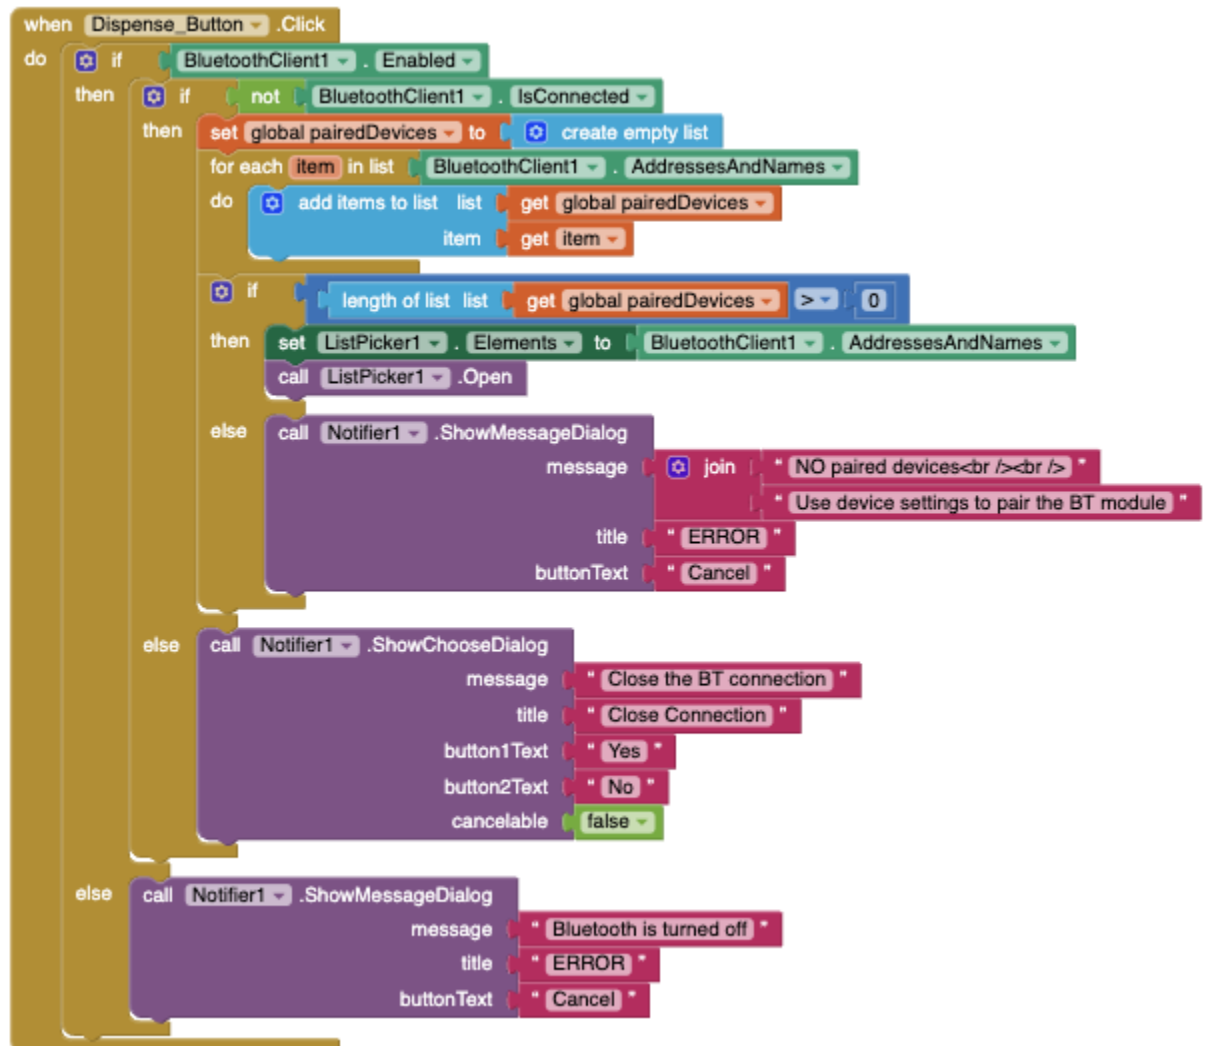 when Dispense_Button .Click
do if BluetoothClient1 . Enabled
then if not BluetoothClient1 . IsConnected
then set global pairedDevices to create empty list
for each item in list BluetoothClient1 . AddressesAndNames
do add items to list list get global pairedDevices
item get item
if length of list list get global pairedDevices > 0
then set ListPicker1 . Elements to BluetoothClient1 . AddressesAndNames
call ListPicker1 .Open
else call Notifier1 .ShowMessageDialog
message join " NO paired devices<br /><br /> "
" Use device settings to pair the BT module "
title " ERROR "
buttonText " Cancel "
else call Notifier1 .ShowChooseDialog
message " Close the BT connection "
title " Close Connection "
button1Text " Yes "
button2Text " No "
cancelable false
else call Notifier1 .ShowMessageDialog
message " Bluetooth is turned off "
title " ERROR "
buttonText " Cancel "